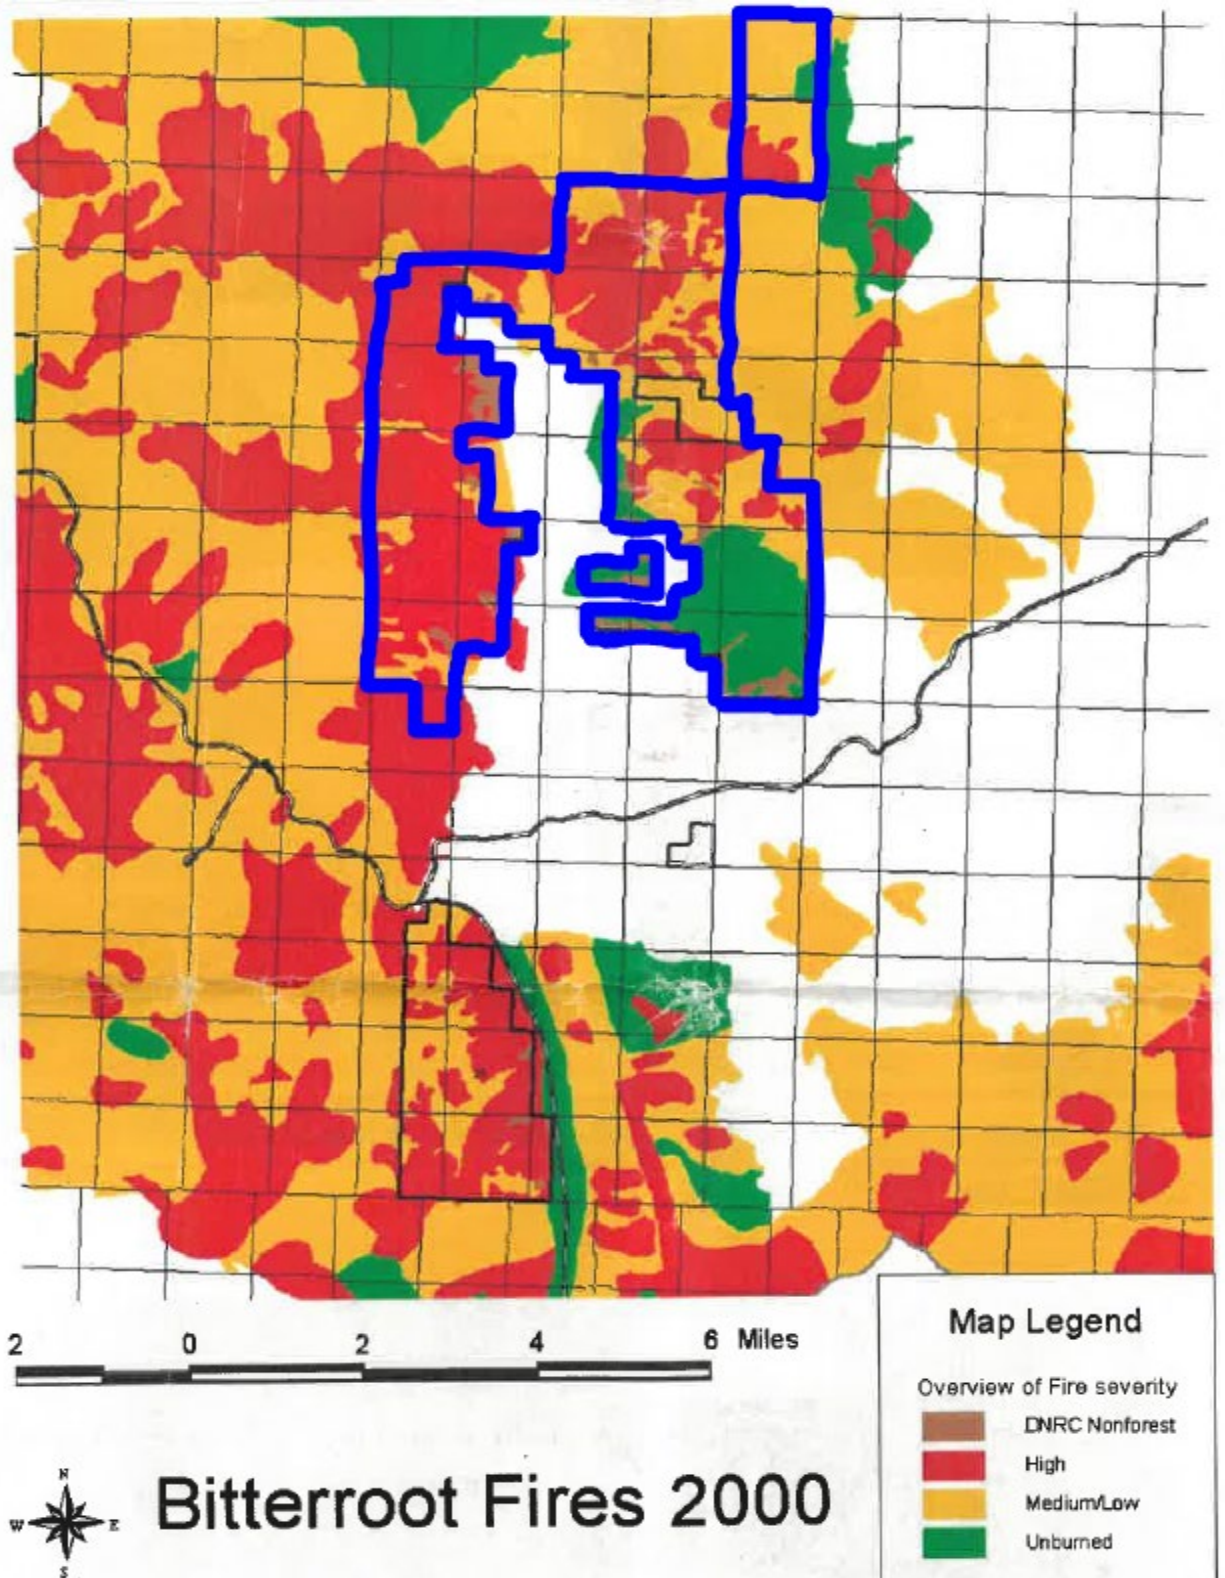 2 0 2 4 6 Miles
Map Legend
Overview of Fire severity
DNRC Nonforest
High
Medium/Low
Unburned
N
W E
S
Bitterroot Fires 2000